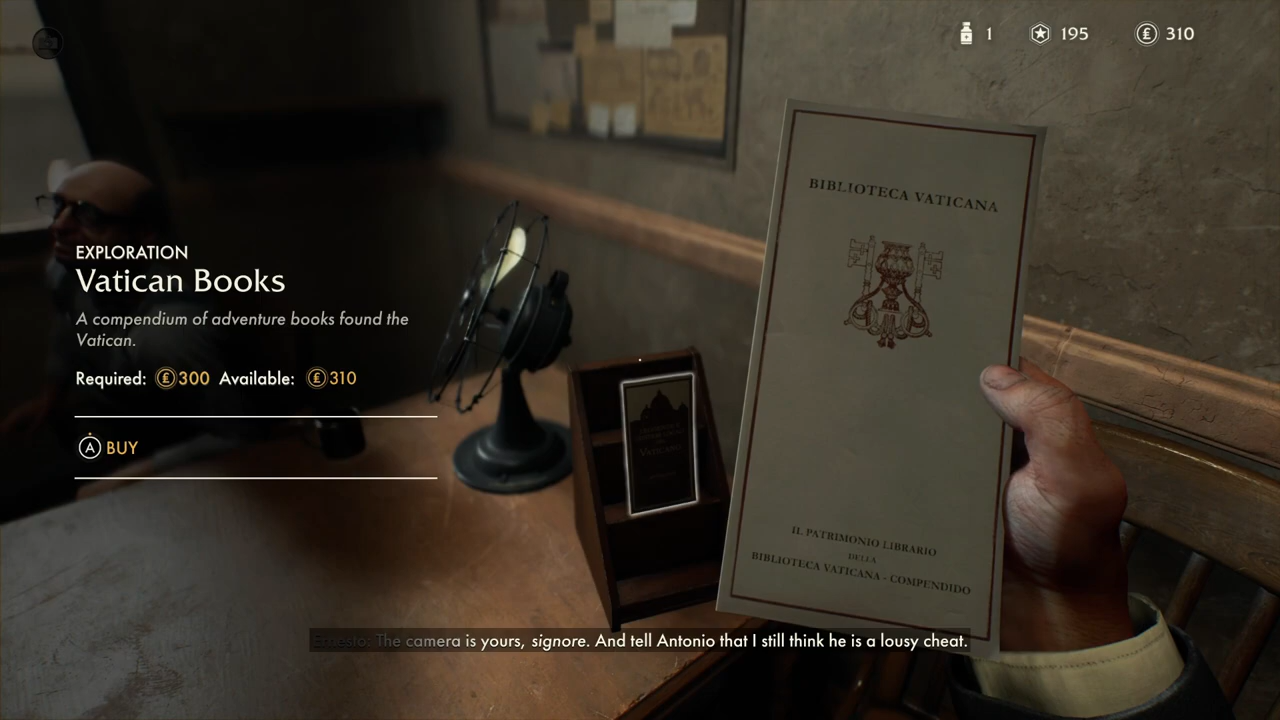 1 195 £ 310
BIBLIOTECA VATICANA
EXPLORATION
Vatican Books
A compendium of adventure books found the
Vatican.
Required: £300 Available: £310
A BUY
VATICANO
IL PATRIMONIO LIBRARIO
DELLA
BIBLIOTECA VATICANA - COMPENDIDO
Ernesto: The camera is yours, signore. And tell Antonio that I still think he is a lousy cheat.